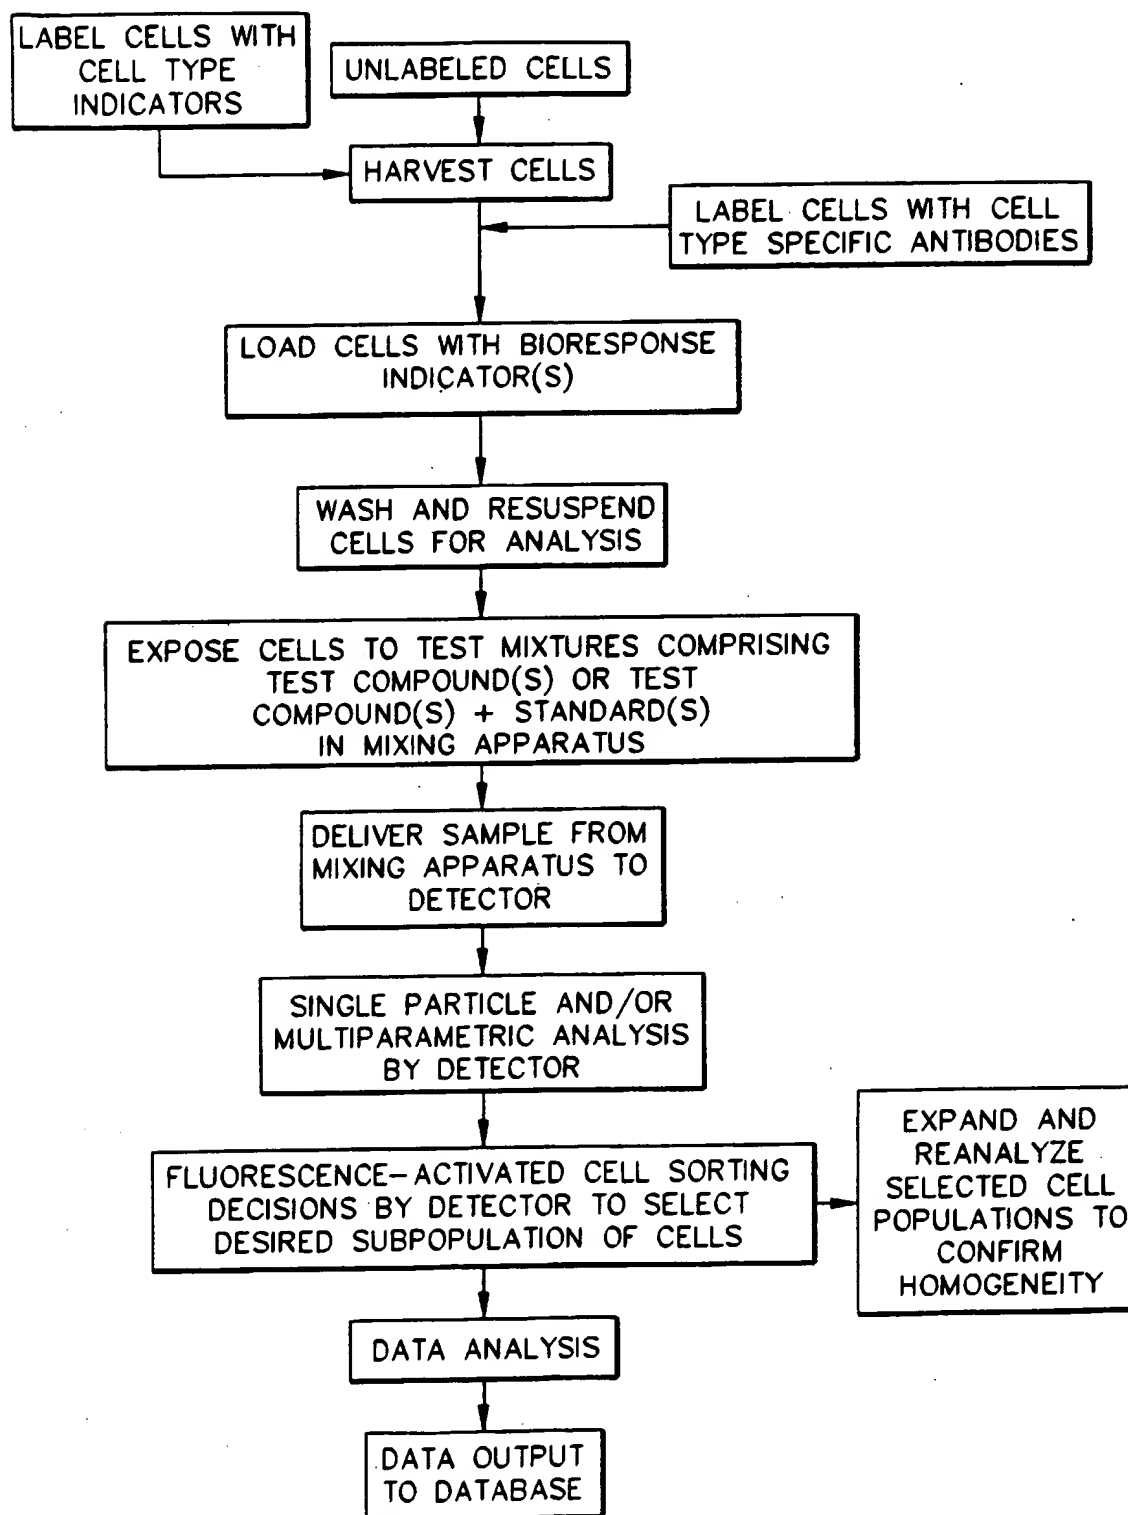 LABEL CELLS WITH
CELL TYPE
INDICATORS
UNLABELED CELLS
HARVEST CELLS
LABEL CELLS WITH CELL
TYPE SPECIFIC ANTIBODIES
LOAD CELLS WITH BIORESPONSE
INDICATOR(S)
WASH AND RESUSPEND
CELLS FOR ANALYSIS
EXPOSE CELLS TO TEST MIXTURES COMPRISING
TEST COMPOUND(S) OR TEST
COMPOUND(S) + STANDARD(S)
IN MIXING APPARATUS
DELIVER SAMPLE FROM
MIXING APPARATUS TO
DETECTOR
SINGLE PARTICLE AND/OR
MULTIPARAMETRIC ANALYSIS
BY DETECTOR
FLUORESCENCE-ACTIVATED CELL SORTING
DECISIONS BY DETECTOR TO SELECT
DESIRED SUBPOPULATION OF CELLS
EXPAND AND
REANALYZE
SELECTED CELL
POPULATIONS TO
CONFIRM
HOMOGENEITY
DATA ANALYSIS
DATA OUTPUT
TO DATABASE